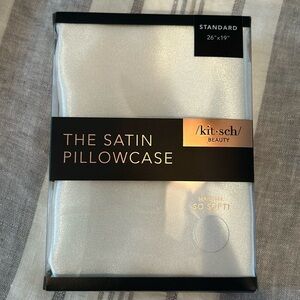 STANDARD
26"x19"
/kit·sch/
BEAUTY
THE SATIN
PILLOWCASE
SO SOFT!